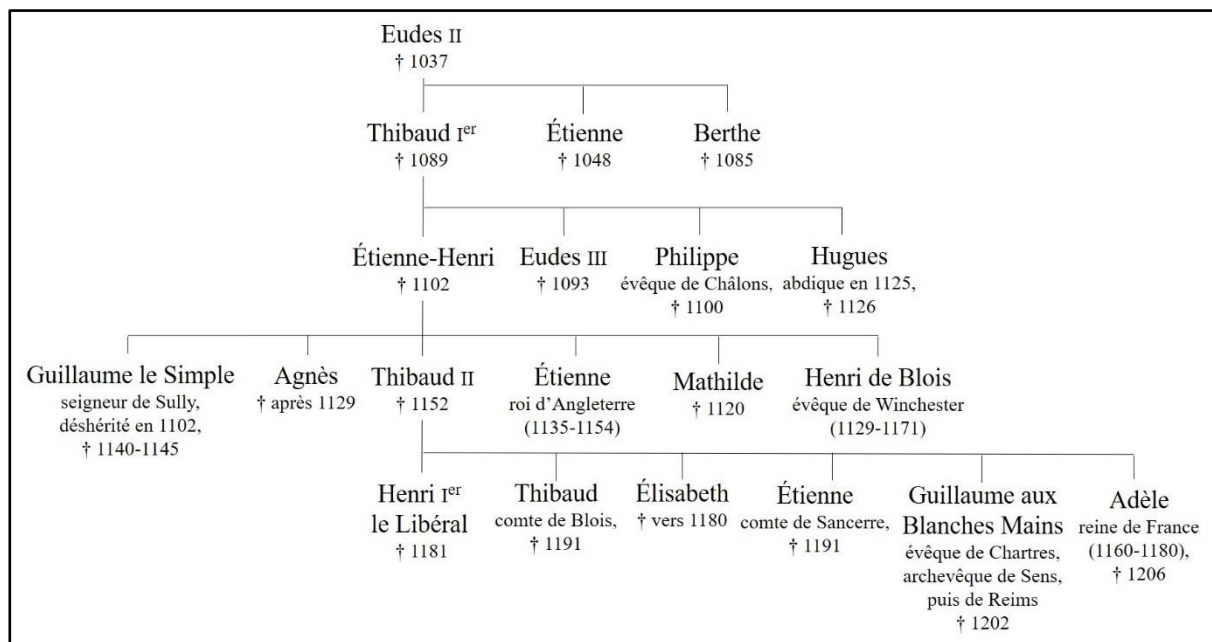 Eudes II
† 1037
Thibaud Ier
† 1089
Étienne
† 1048
Berthe
† 1085
Étienne-Henri
† 1102
Eudes III
† 1093
Philippe
évêque de Châlons,
† 1100
Hugues
abdique en 1125,
† 1126
Guillaume le Simple
seigneur de Sully,
déshérité en 1102,
† 1140-1145
Agnès
† après 1129
Thibaud II
† 1152
Étienne
roi d’Angleterre
(1135-1154)
Mathilde
† 1120
Henri de Blois
évêque de Winchester
(1129-1171)
Henri Ier
le Libéral
† 1181
Thibaud
comte de Blois,
† 1191
Élisabeth
† vers 1180
Étienne
comte de Sancerre,
† 1191
Guillaume aux
Blanches Mains
évêque de Chartres,
archevêque de Sens,
puis de Reims
† 1202
Adèle
reine de France
(1160-1180),
† 1206